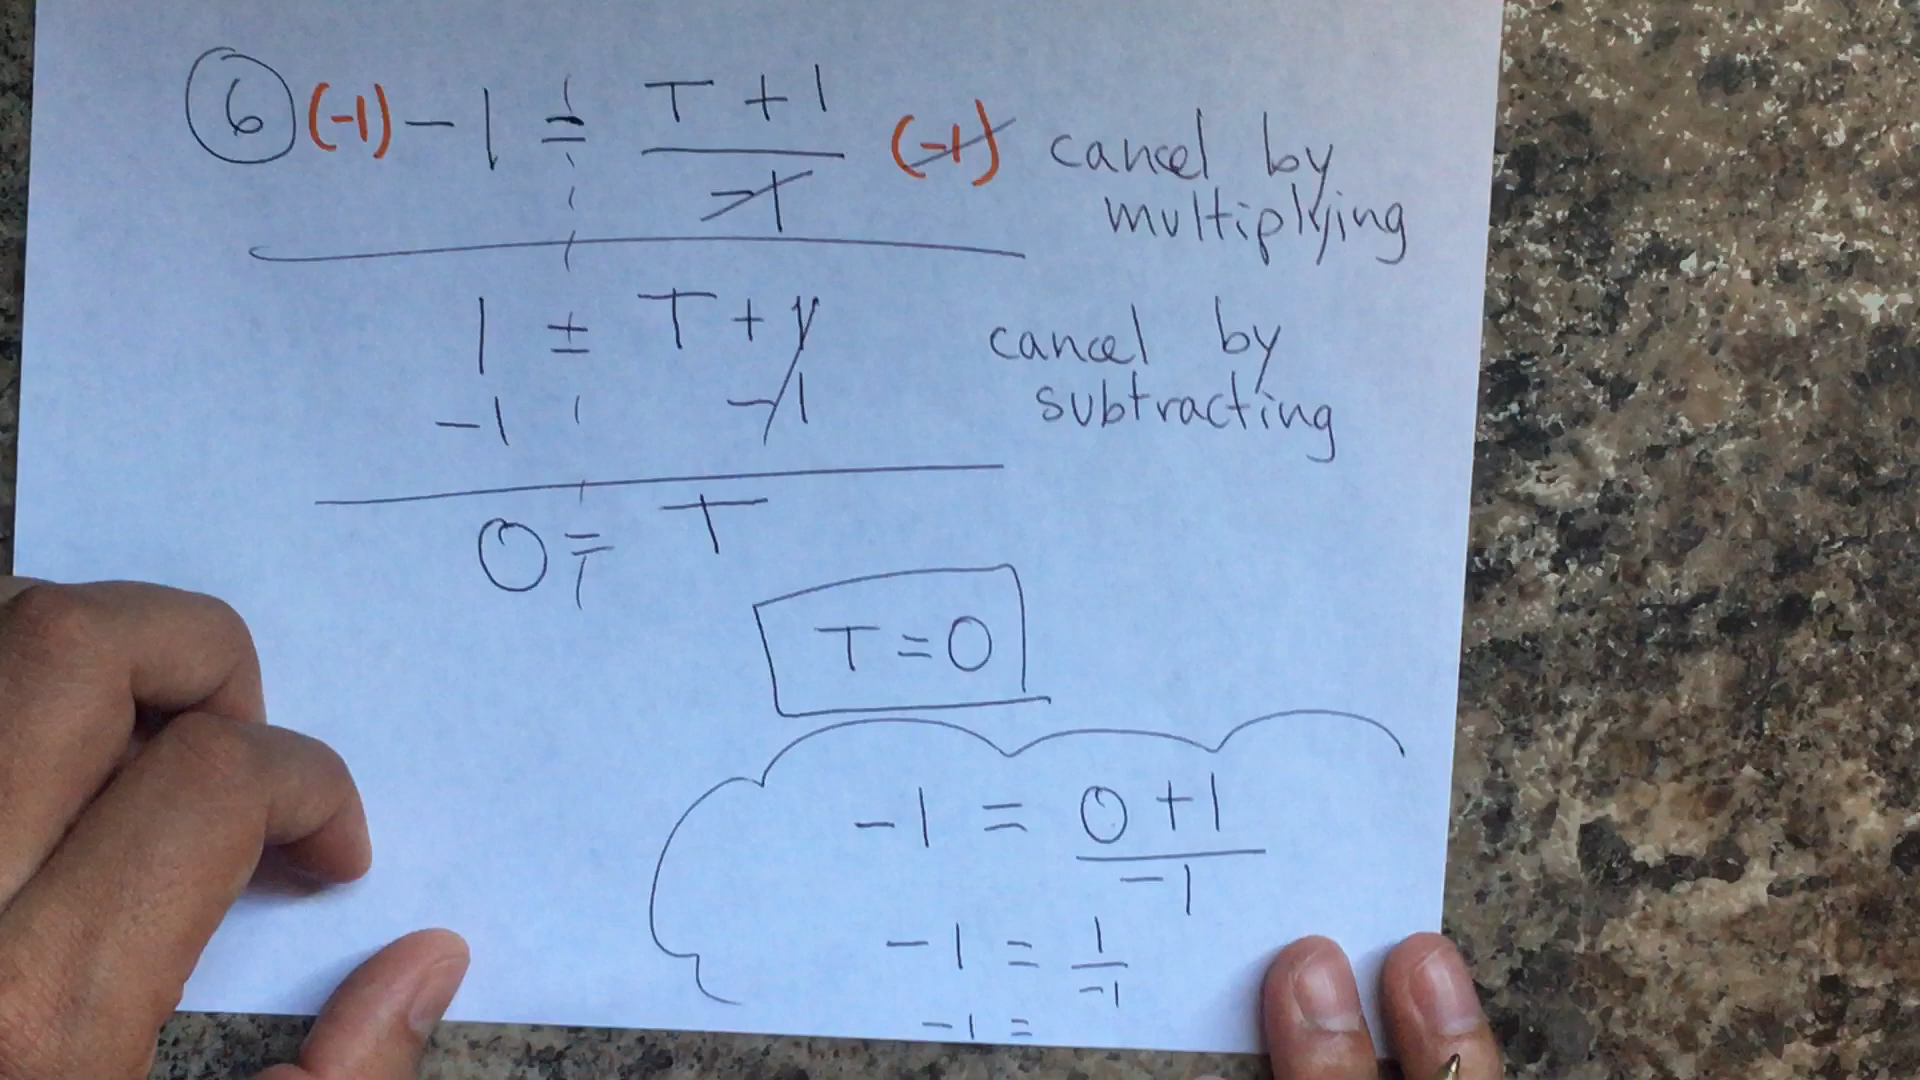 6 (-1) -1 = T + 1 / -1 (-1) cancel by
multiplying
1 = T + 1 cancel by
-1 -1 subtracting
0 = T
T = 0
-1 = 0 + 1 / -1
-1 = 1 / -1
-1 =